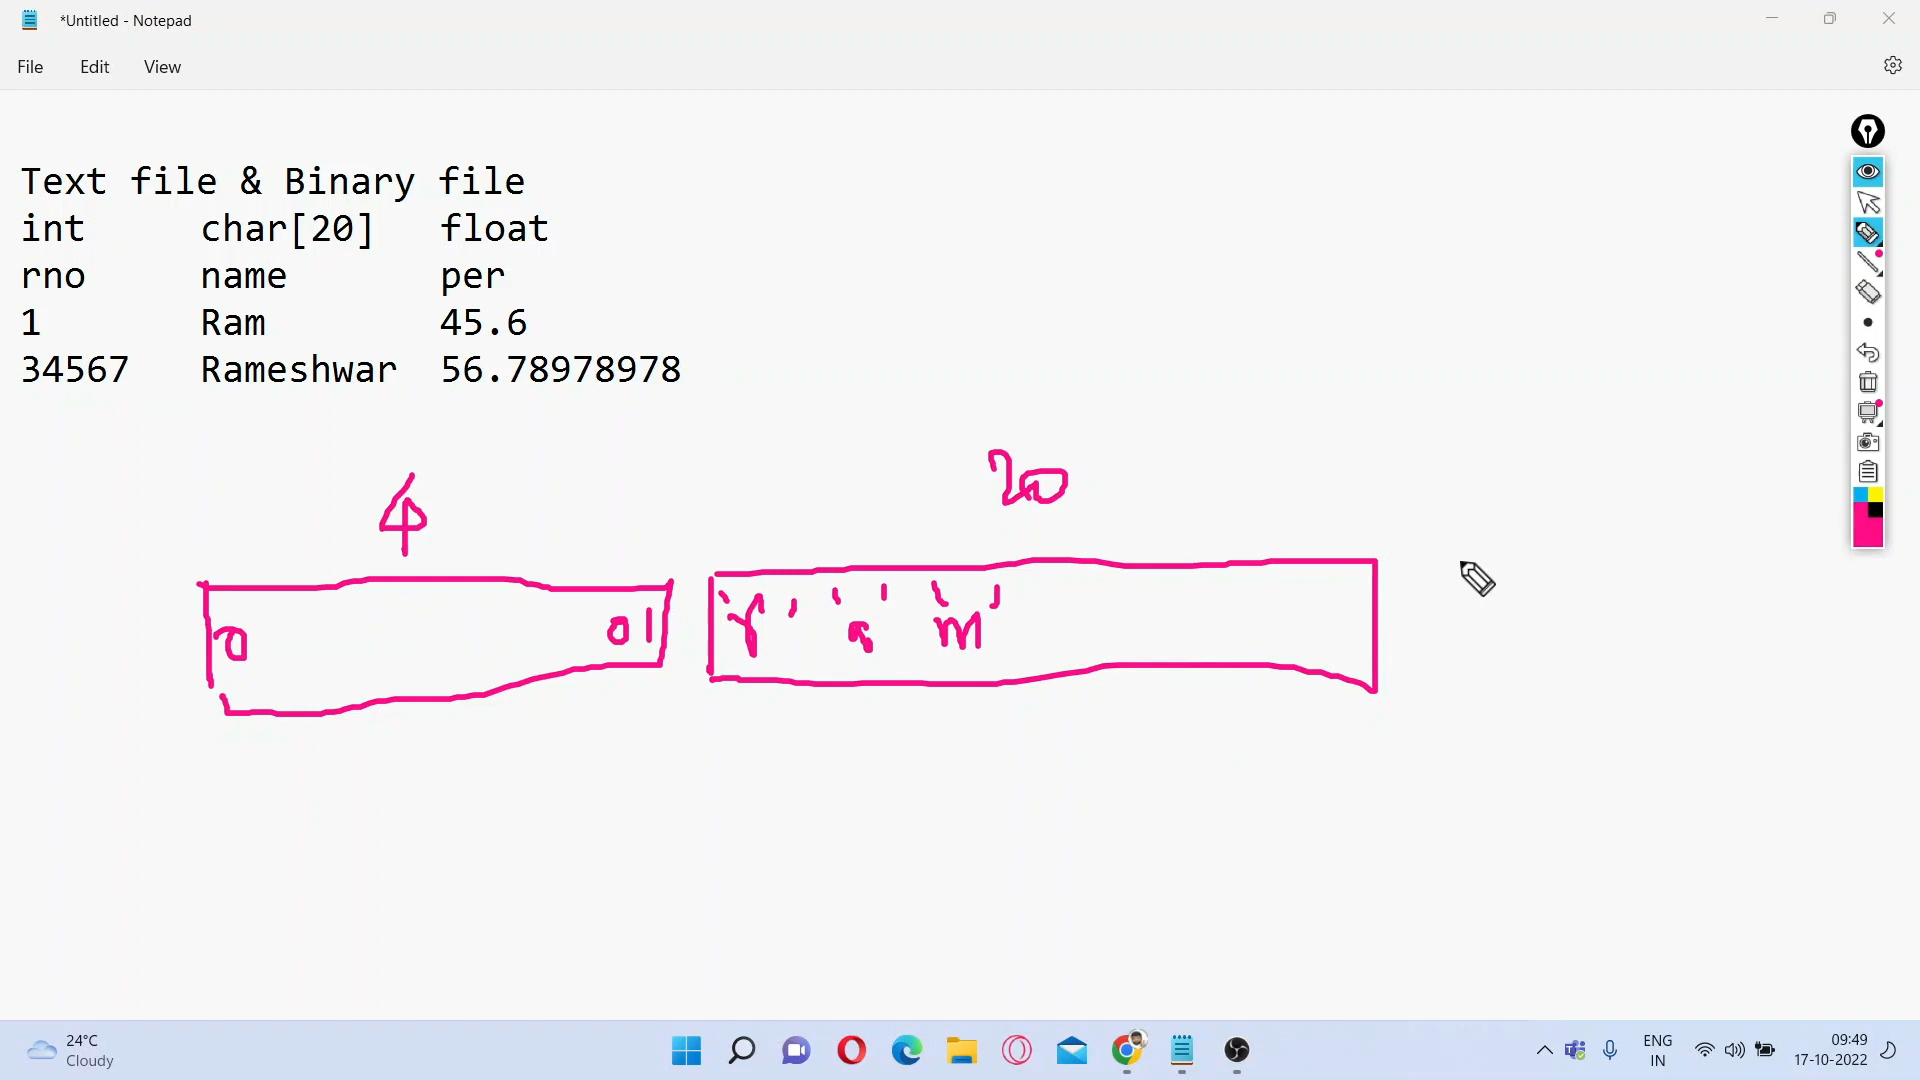 *Untitled - Notepad
File Edit View
Text file & Binary file
int char[20] float
rno name per
1 Ram 45.6
34567 Rameshwar 56.78978978
4 20
0 01 'r' 'a' 'm'
24°C
Cloudy
ENG
IN
09:49
17-10-2022